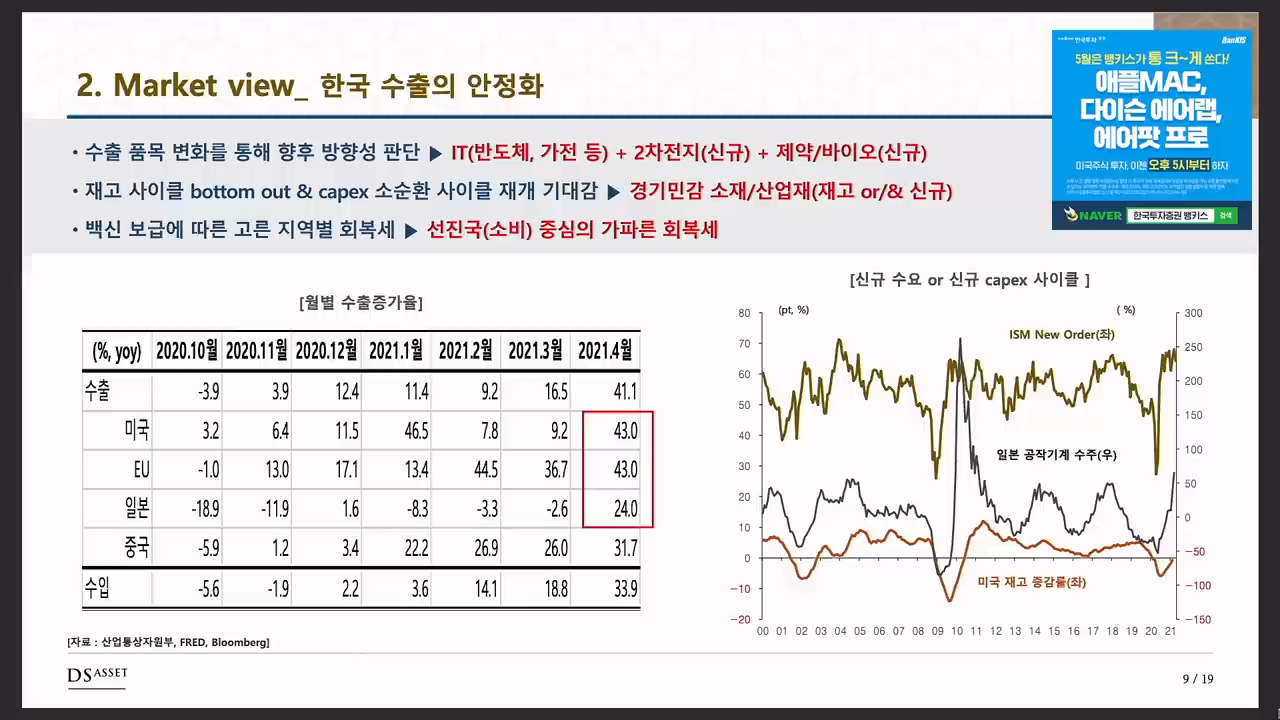 2. Market view_ 한국 수출의 안정화
• 수출 품목 변화를 통해 향후 방향성 판단 ▶ IT(반도체, 가전 등) + 2차전지(신규) + 제약/바이오(신규)
• 재고 사이클 bottom out & capex 소순환 사이클 재개 기대감 ▶ 경기민감 소재/산업재(재고 or/& 신규)
• 백신 보급에 따른 고른 지역별 회복세 ▶ 선진국(소비) 중심의 가파른 회복세
한국투자증권
BanKIS
5월은 뱅키스가 통 크~게 쏜다!
애플MAC,
다이슨 에어랩,
에어팟 프로
미국주식 투자, 이젠 오후 5시부터 하자
NAVER 한국투자증권 뱅키스 검색
[월별 수출증가율]
(%, yoy) 2020.10월 2020.11월 2020.12월 2021.1월 2021.2월 2021.3월 2021.4월
수출 -3.9 3.9 12.4 11.4 9.2 16.5 41.1
미국 3.2 6.4 11.5 46.5 7.8 9.2 43.0
EU -1.0 13.0 17.1 13.4 44.5 36.7 43.0
일본 -18.9 -11.9 1.6 -8.3 -3.3 -2.6 24.0
중국 -5.9 1.2 3.4 22.2 26.9 26.0 31.7
수입 -5.6 -1.9 2.2 3.6 14.1 18.8 33.9
[신규 수요 or 신규 capex 사이클 ]
(pt, %) ( %)
80 300
70 250
60 200
50 150
40 100
30 50
20 0
10 -50
0 -100
-10 -150
-20
ISM New Order(좌)
일본 공작기계 수주(우)
미국 재고 증감률(좌)
00 01 02 03 04 05 06 07 08 09 10 11 12 13 14 15 16 17 18 19 20 21
[자료 : 산업통상자원부, FRED, Bloomberg]
DS ASSET
9 / 19